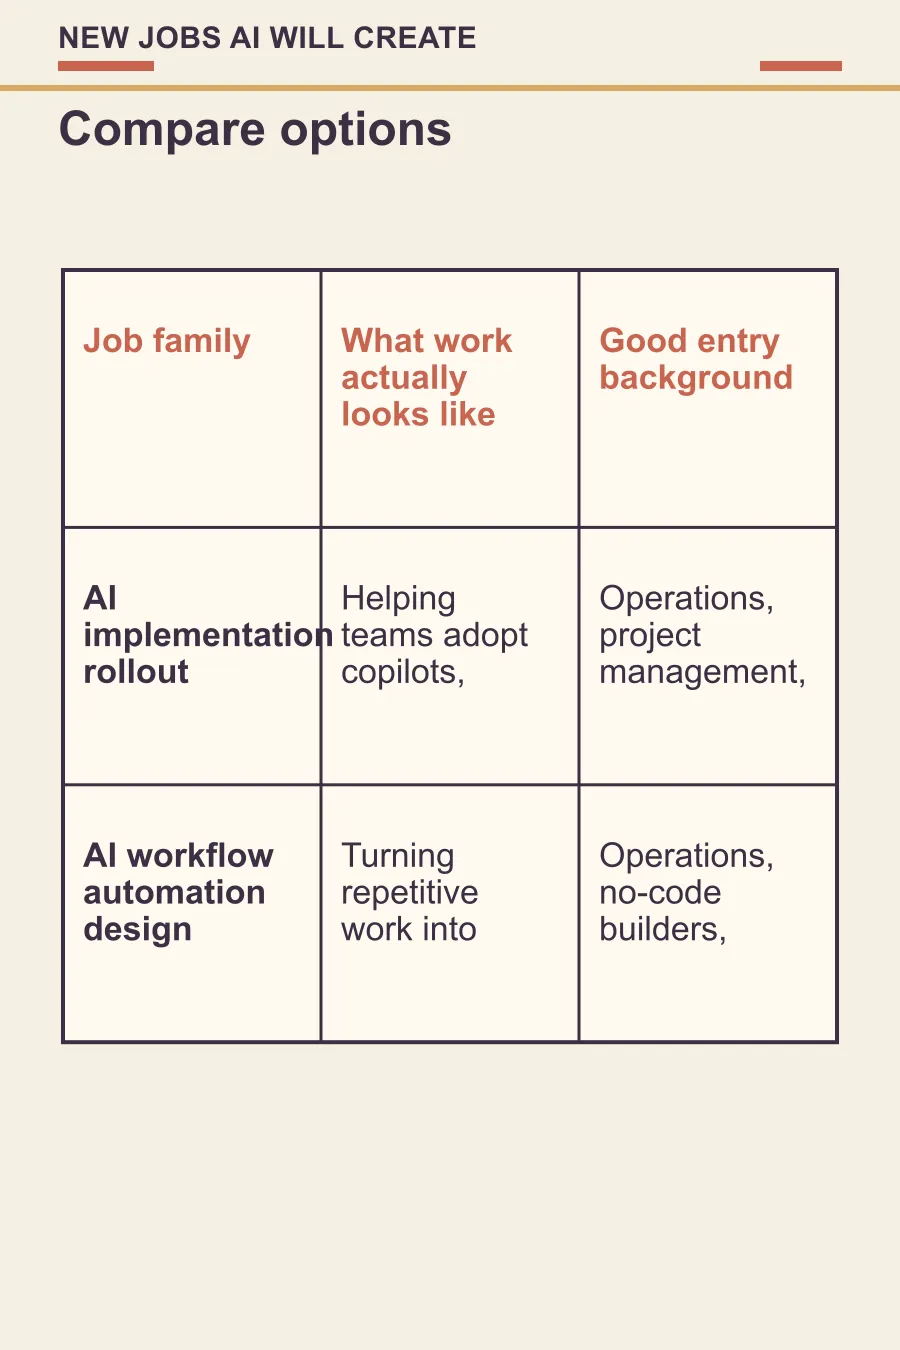 NEW JOBS AI WILL CREATE
Compare options
Job family
What work
actually
looks like
Good entry
background
AI
implementation
rollout
Helping
teams adopt
copilots,
Operations,
project
management,
AI workflow
automation
design
Turning
repetitive
work into
Operations,
no-code
builders,